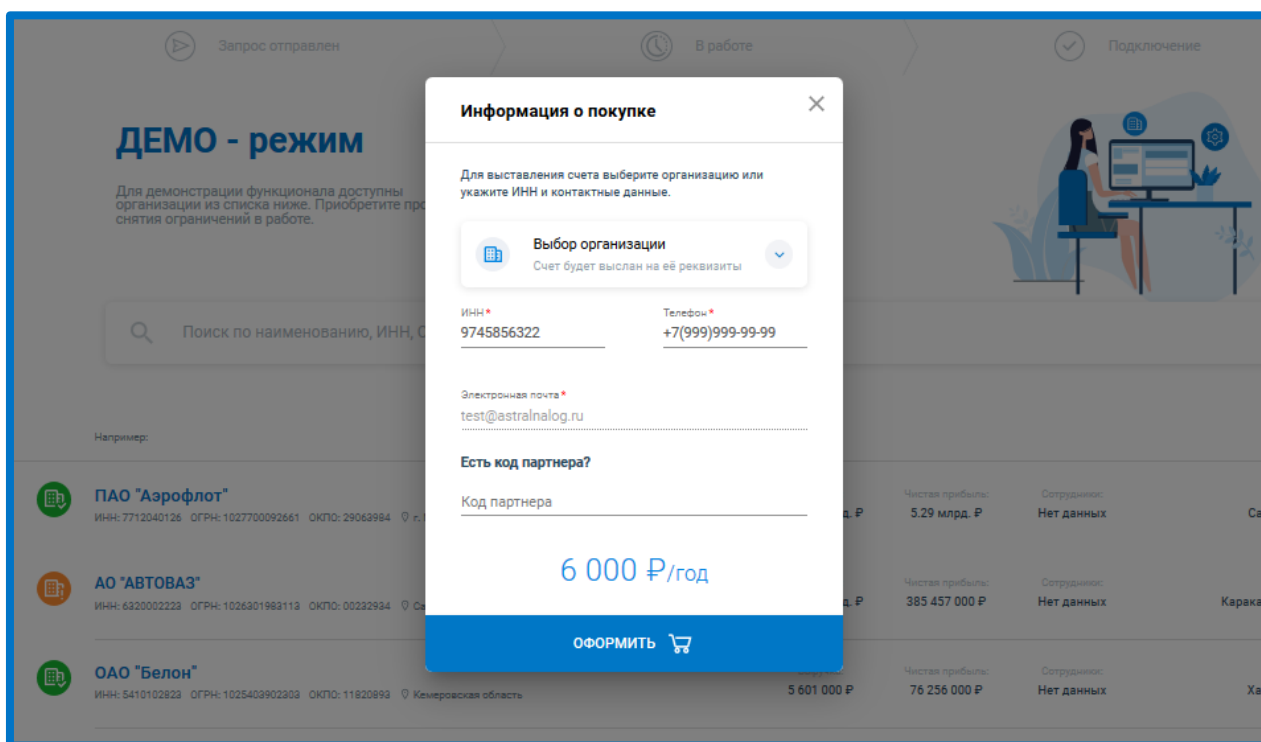 Запрос отправлен
В работе
Подключение
Информация о покупке
ДЕМО - режим
Для выставления счета выберите организацию или
укажите ИНН и контактные данные.
Для демонстрации функционала доступны
организации из списка ниже. Приобретите
снятия ограничений в работе.
Выбор организации
Счет будет выслан на её реквизиты
ИНН*
Телефон*
9745856322
+7(999)999-99-99
Поиск по наименованию, ИНН,
Электронная почта*
test@astralnalog.ru
Например:
Есть код партнера?
Код партнера
ПАО "Аэрофлот"
ИНН: 7712040126 ОГРН: 1027700092661 ОКПО: 29063984 г.
Чистая прибыль:
Сотрудники:
5.29 млрд. ₽
Нет данных
6 000 ₽/год
АО "АВТОВАЗ"
ИНН: 6320002223 ОГРН: 1026301983113 ОКПО: 00232934
Чистая прибыль:
Сотрудники:
385 457 000 ₽
Нет данных
ОФОРМИТЬ
ОАО "Белон"
ИНН: 5410102823 ОГРН: 1025403902303 ОКПО: 11820893 Кемеровская область
5 601 000 ₽
Чистая прибыль:
Сотрудники:
76 256 000 ₽
Нет данных